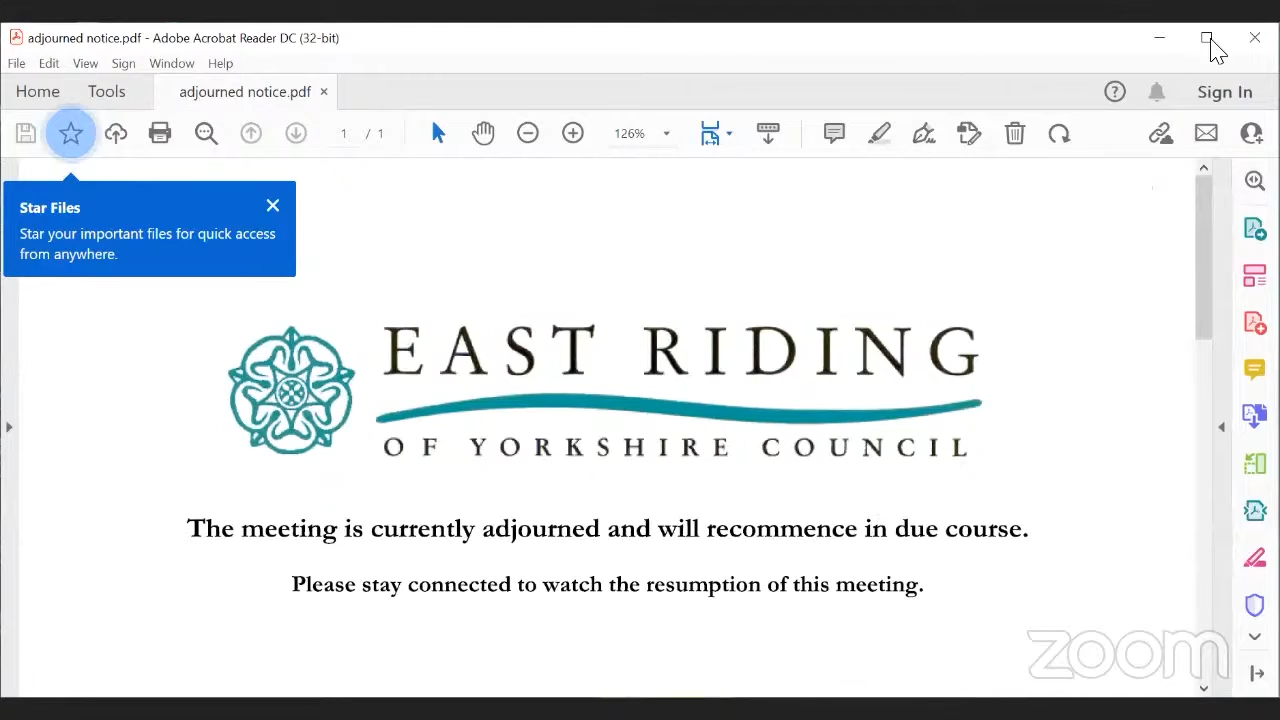 adjourned notice.pdf - Adobe Acrobat Reader DC (32-bit)
File Edit View Sign Window Help
Home Tools adjourned notice.pdf × Sign In
1 / 1 126%
Star Files
Star your important files for quick access
from anywhere.
EAST RIDING
OF YORKSHIRE COUNCIL
The meeting is currently adjourned and will recommence in due course.
Please stay connected to watch the resumption of this meeting.
zoom